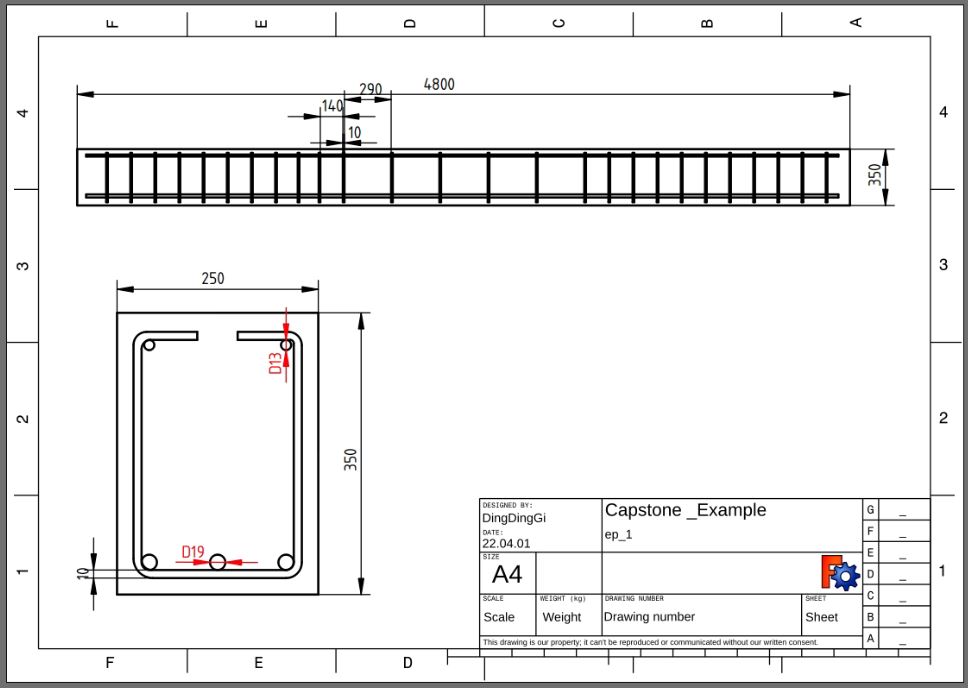 F E D C B A
4 4
4800
290
140
10
350
3 3
250
D13
2 2
350
D19
10
1 1
DESIGNED BY:
DingDingGi
DATE:
22.04.01
SIZE
A4
Capstone _Example
ep_1
SCALE
Scale
WEIGHT (kg)
Weight
DRAWING NUMBER
Drawing number
SHEET
Sheet
This drawing is our property; it can't be reproduced or communicated without our written consent.
G _
F _
E _
D _
C _
B _
A _
F E D